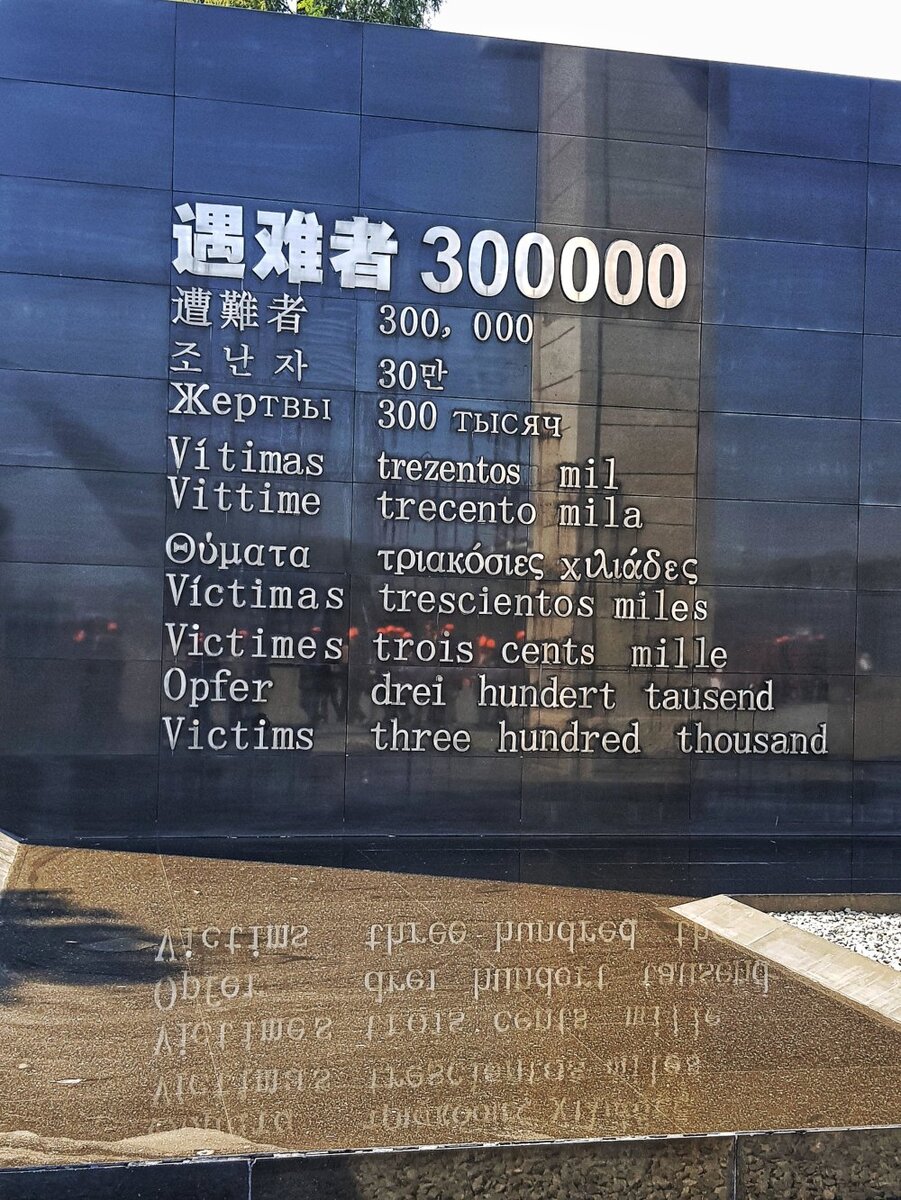 遇难者 300000
遭難者 300，000
조난자 30만
Жертвы 300 тысяч
Vítimas trezentos mil
Vittime trecento mila
Θύματα τριακόσιες χιλιάδες
Víctimas trescientos miles
Victimes trois cents mille
Opfer drei hundert tausend
Victims three hundred thousand